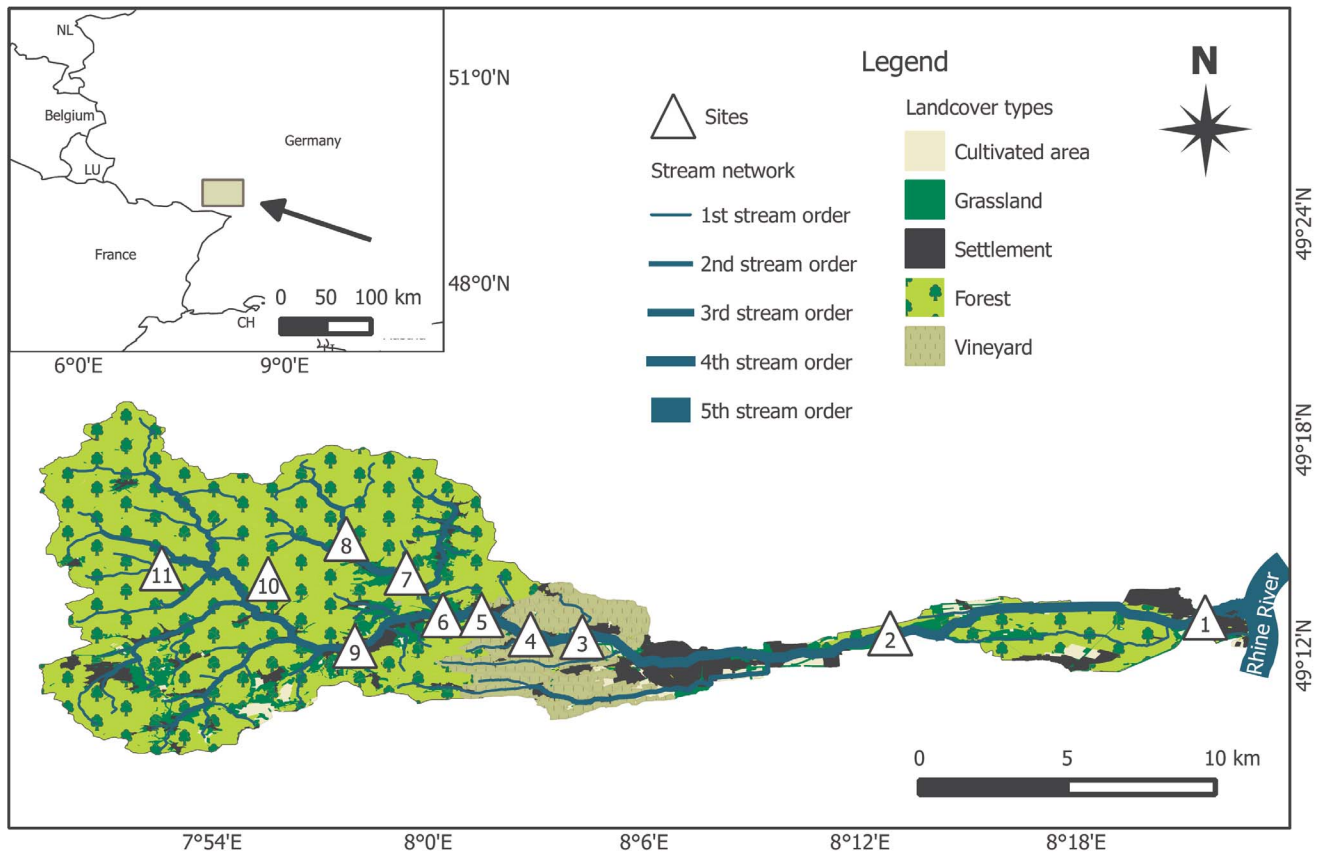 NL
Belgium
LU
Germany
France
CH
0 50 100 km
51°0'N
48°0'N
6°0'E
9°0'E
Legend
N
Sites
Stream network
1st stream order
2nd stream order
3rd stream order
4th stream order
5th stream order
Landcover types
Cultivated area
Grassland
Settlement
Forest
Vineyard
49°24'N
49°18'N
49°12'N
8
11
10
7
6
5
4
3
9
2
1
Rhine River
0 5 10 km
7°54'E
8°0'E
8°6'E
8°12'E
8°18'E